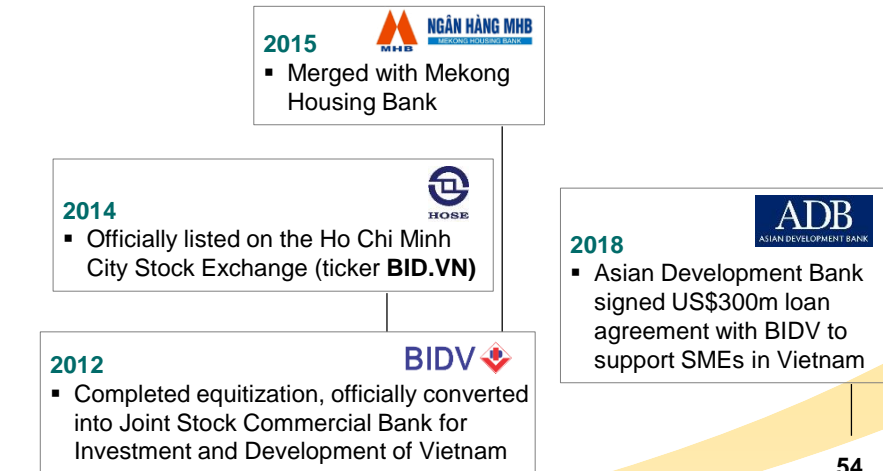 2015
MHB
NGÂN HÀNG MHB
MEKONG HOUSING BANK
▪ Merged with Mekong
Housing Bank
2014
HOSE
▪ Officially listed on the Ho Chi Minh
City Stock Exchange (ticker BID.VN)
2012
BIDV
▪ Completed equitization, officially converted
into Joint Stock Commercial Bank for
Investment and Development of Vietnam
2018
ADB
ASIAN DEVELOPMENT BANK
▪ Asian Development Bank
signed US$300m loan
agreement with BIDV to
support SMEs in Vietnam
54